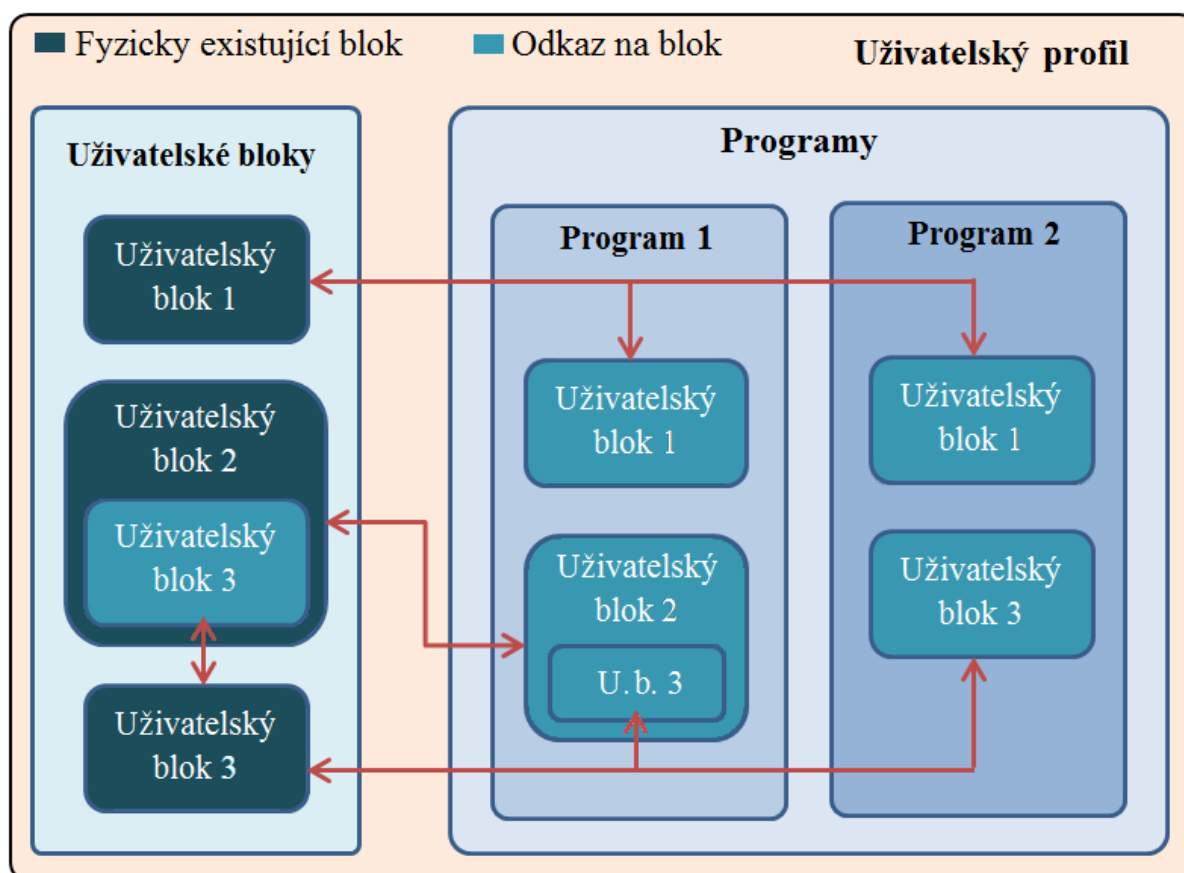 Fyzicky existující blok
Odkaz na blok
Uživatelský profil
Uživatelské bloky
Uživatelský
blok 1
Uživatelský
blok 2
Uživatelský
blok 3
Uživatelský
blok 3
Programy
Program 1
Uživatelský
blok 1
Uživatelský
blok 2
U. b. 3
Program 2
Uživatelský
blok 1
Uživatelský
blok 3